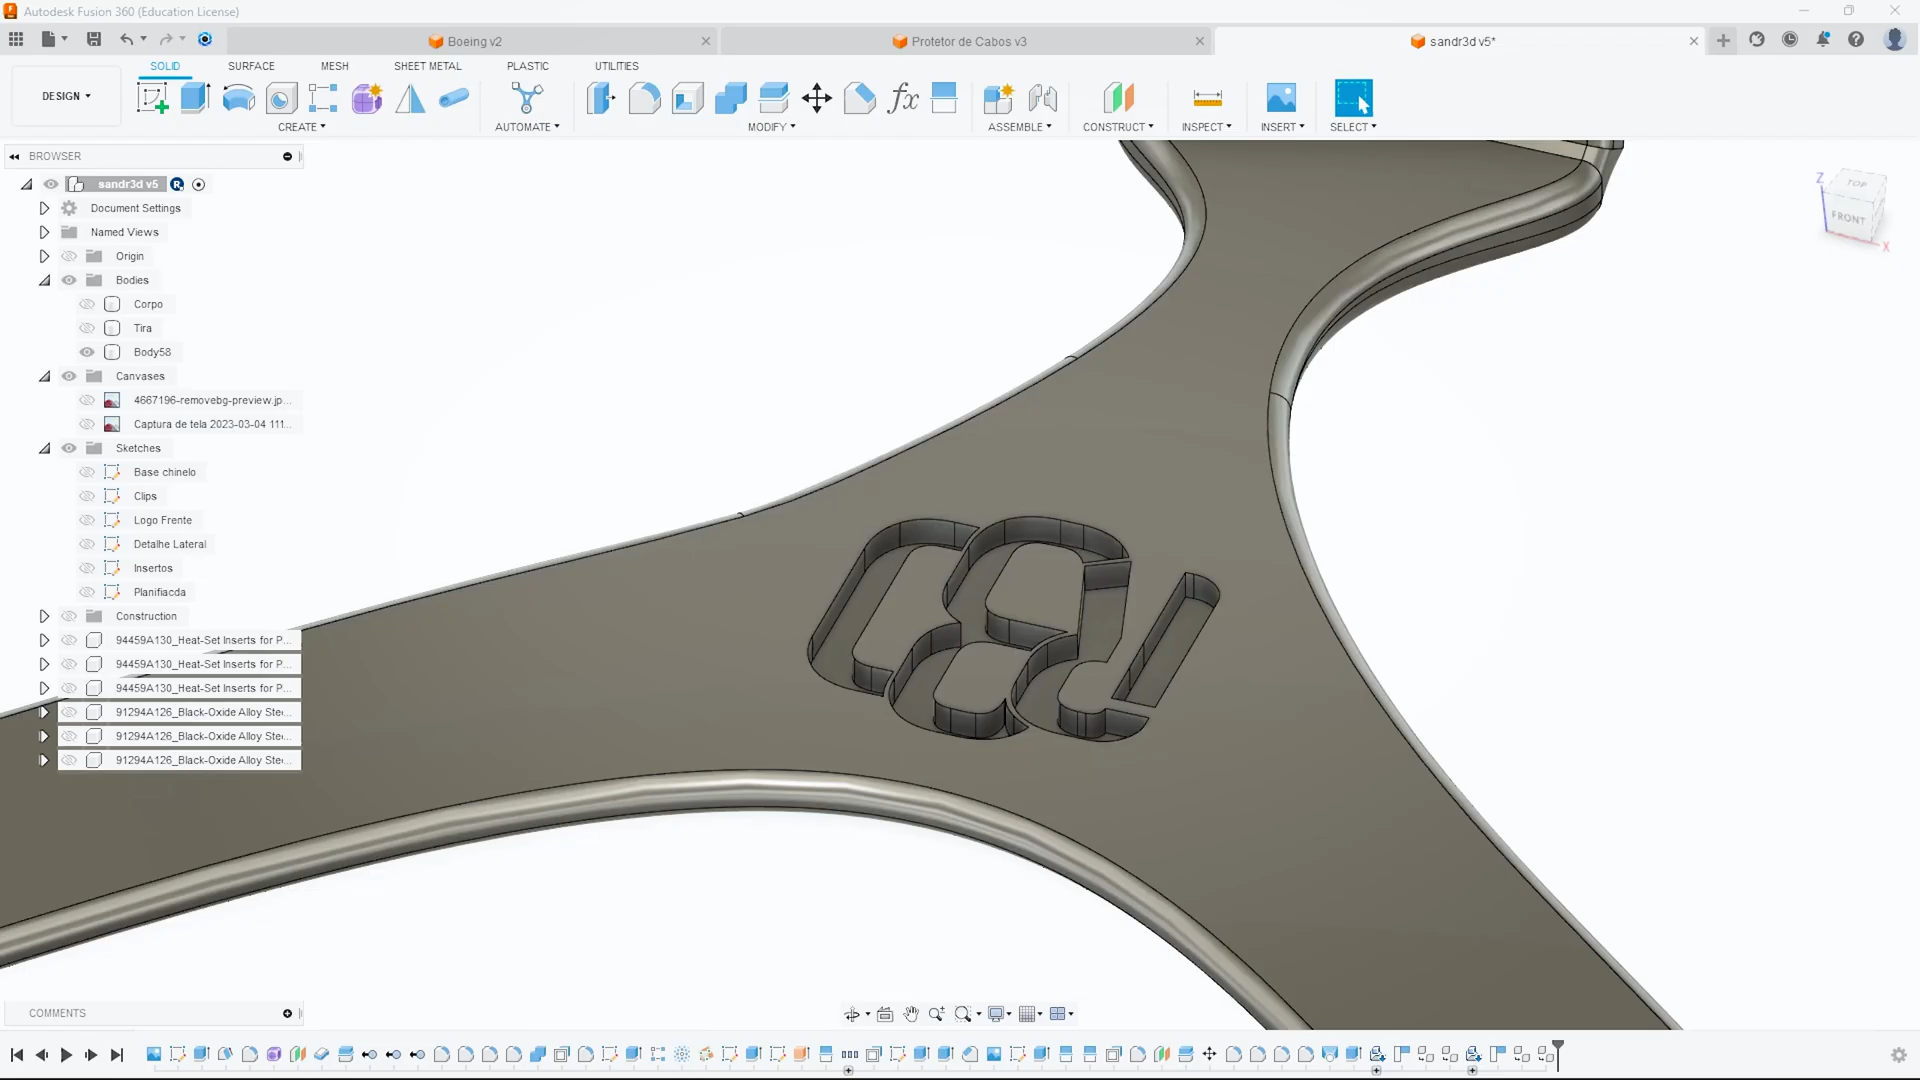 Autodesk Fusion 360 (Education License)
Boeing v2
Protetor de Cabos v3
sandr3d v5*
DESIGN
SOLID SURFACE MESH SHEET METAL PLASTIC UTILITIES
fx
CREATE AUTOMATE MODIFY ASSEMBLE CONSTRUCT INSPECT INSERT SELECT
BROWSER
sandr3d v5
R
Document Settings
Named Views
Origin
Bodies
Corpo
Tira
Body58
Canvases
4667196-removebg-preview.jp...
Captura de tela 2023-03-04 111...
Sketches
Base chinelo
Clips
Logo Frente
Detalhe Lateral
Insertos
Planifiacda
Construction
94459A130_Heat-Set Inserts for P...
94459A130_Heat-Set Inserts for P...
94459A130_Heat-Set Inserts for P...
91294A126_Black-Oxide Alloy Ste...
91294A126_Black-Oxide Alloy Ste...
91294A126_Black-Oxide Alloy Ste...
Z
TOP
FRONT
X
COMMENTS